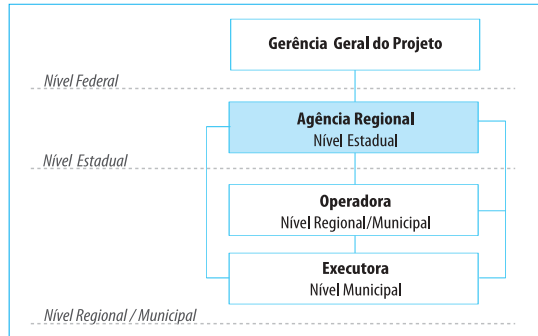 Gerência Geral do Projeto
Nível Federal
Agência Regional
Nível Estadual
Nível Estadual
Operadora
Nível Regional/Municipal
Executora
Nível Municipal
Nível Regional / Municipal